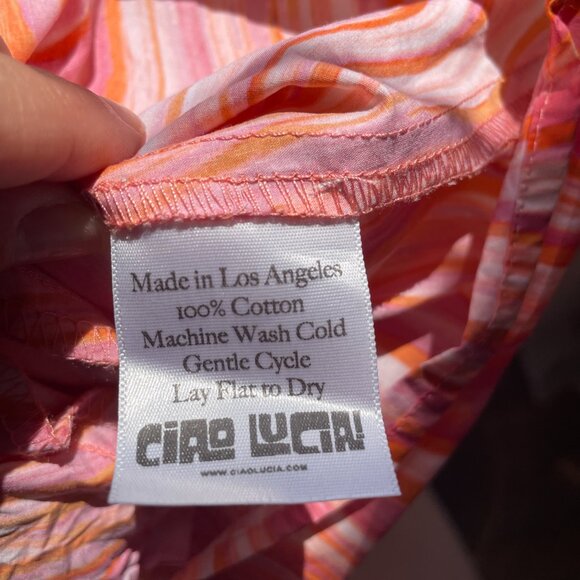 Made in Los Angeles
100% Cotton
Machine Wash Cold
Gentle Cycle
Lay Flat to Dry
CIAO LUCIA!
WWW.CIAOLUCIA.COM